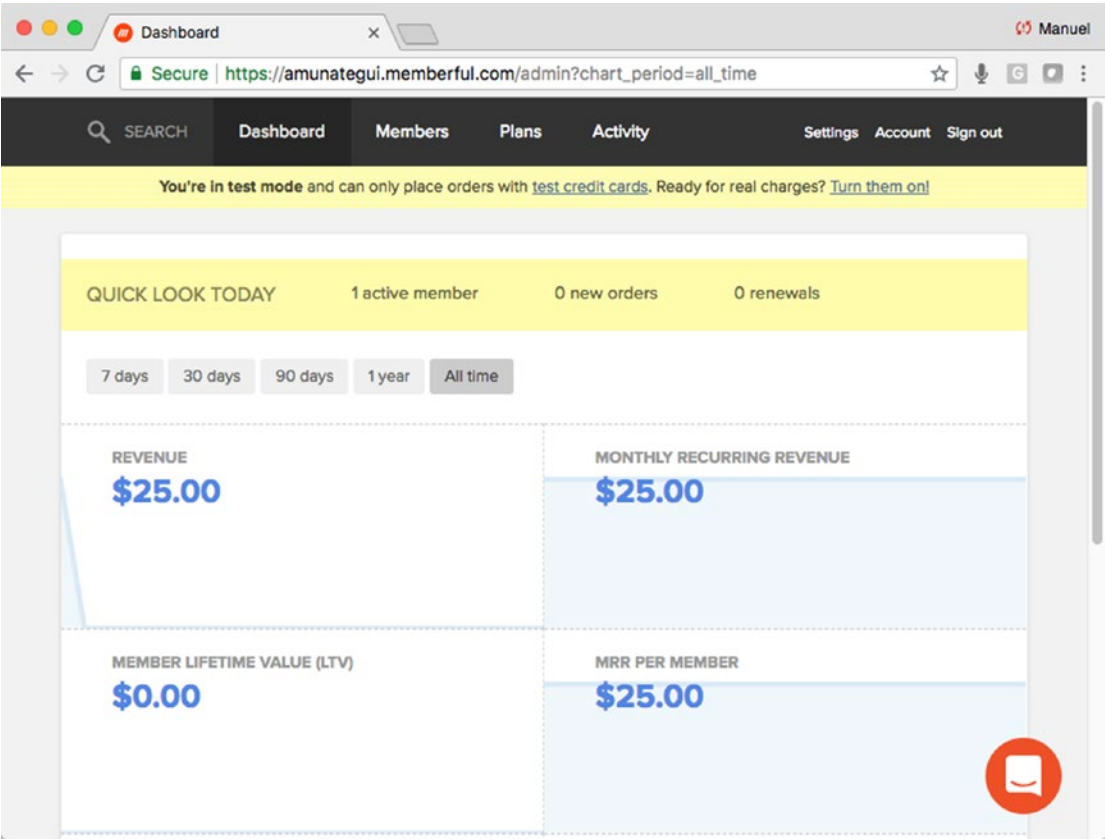 Dashboard
Manuel
Secure https://amunategui.memberful.com/admin?chart_period=all_time
G
SEARCH Dashboard Members Plans Activity Settings Account Sign out
You're in test mode and can only place orders with test credit cards. Ready for real charges? Turn them on!
QUICK LOOK TODAY 1 active member 0 new orders 0 renewals
7 days 30 days 90 days 1 year All time
REVENUE
$25.00
MONTHLY RECURRING REVENUE
$25.00
MEMBER LIFETIME VALUE (LTV)
$0.00
MRR PER MEMBER
$25.00